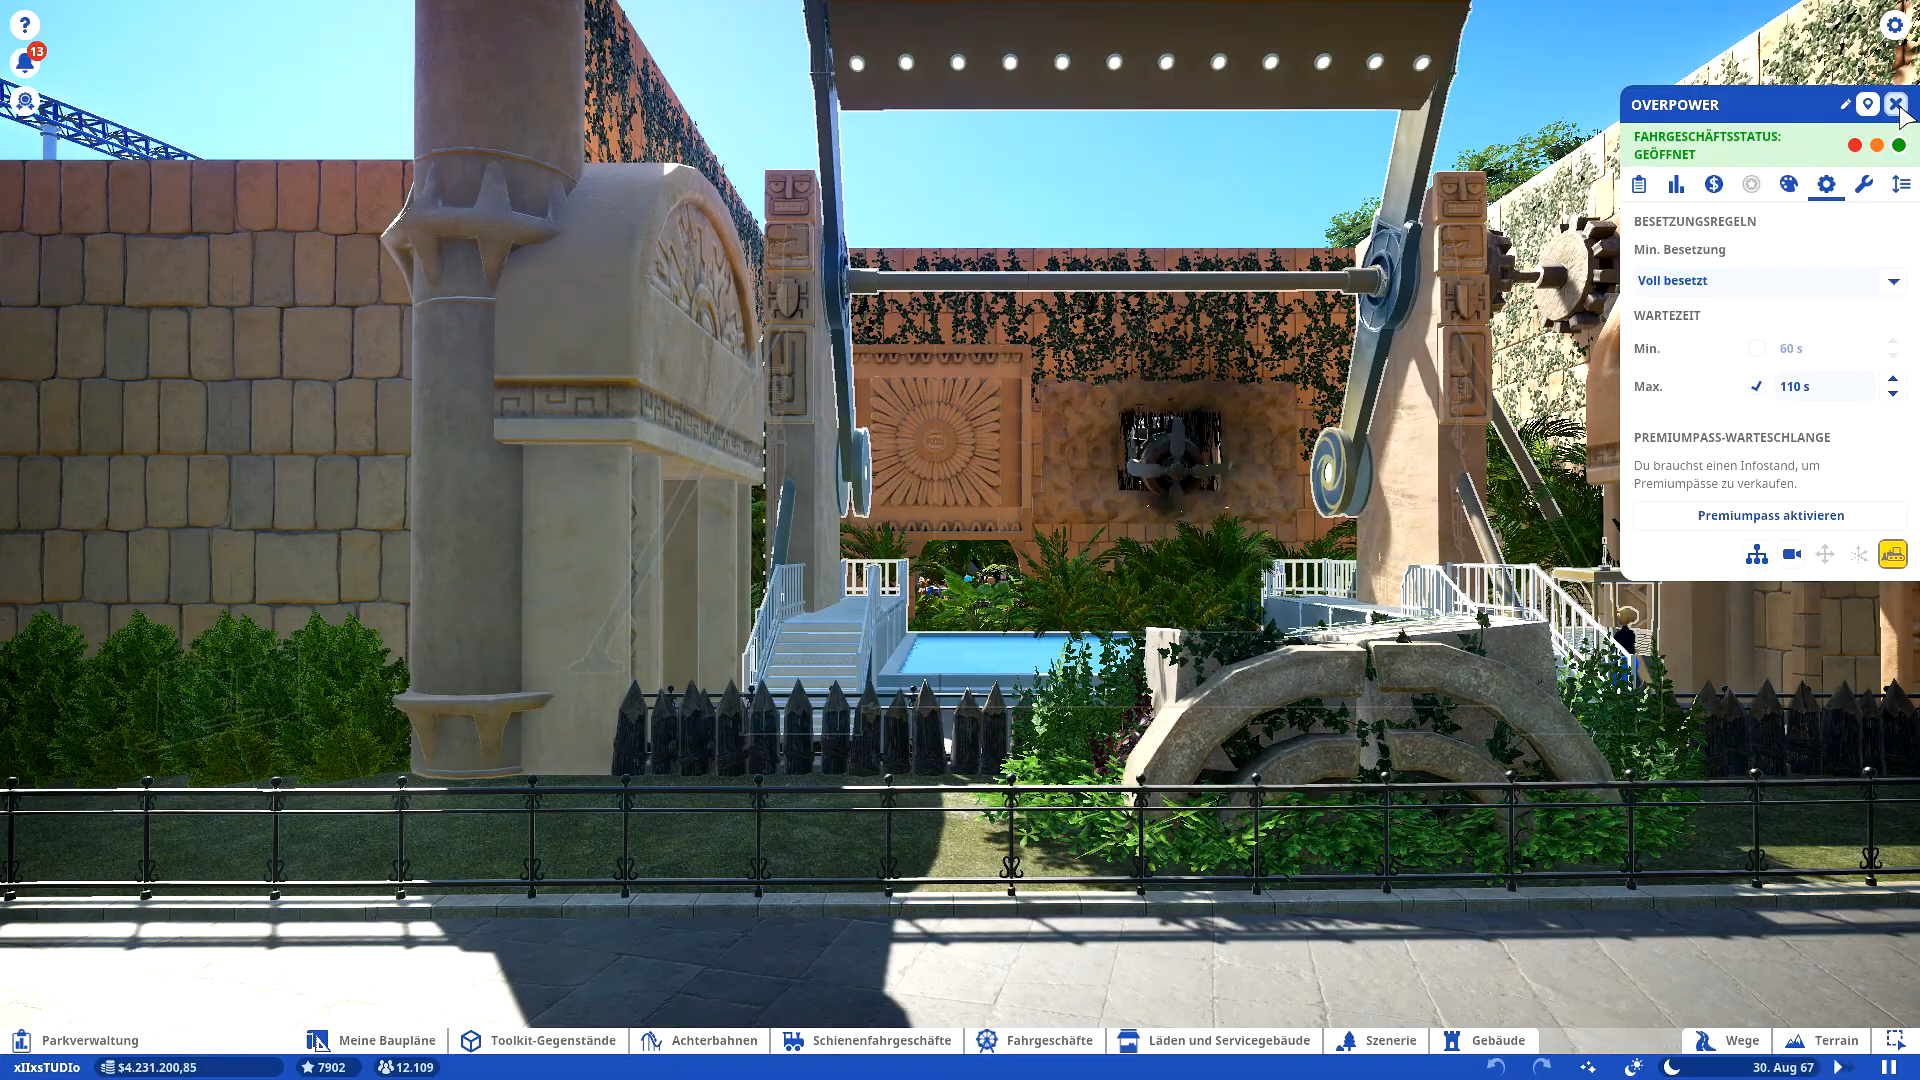 ?
13
OVERPOWER
FAHRGESCHÄFTSSTATUS:
GEÖFFNET
BESETZUNGSREGELN
Min. Besetzung
Voll besetzt
WARTEZEIT
Min. 60 s
Max. 110 s
PREMIUMPASS-WARTESCHLANGE
Du brauchst einen Infostand, um
Premiumpässe zu verkaufen.
Premiumpass aktivieren
Parkverwaltung Meine Baupläne Toolkit-Gegenstände Achterbahnen Schienenfahrgeschäfte Fahrgeschäfte Läden und Servicegebäude Szenerie Gebäude Wege Terrain
xIIxsTUDIo $4.231.200,85 7902 12.109 30. Aug 67